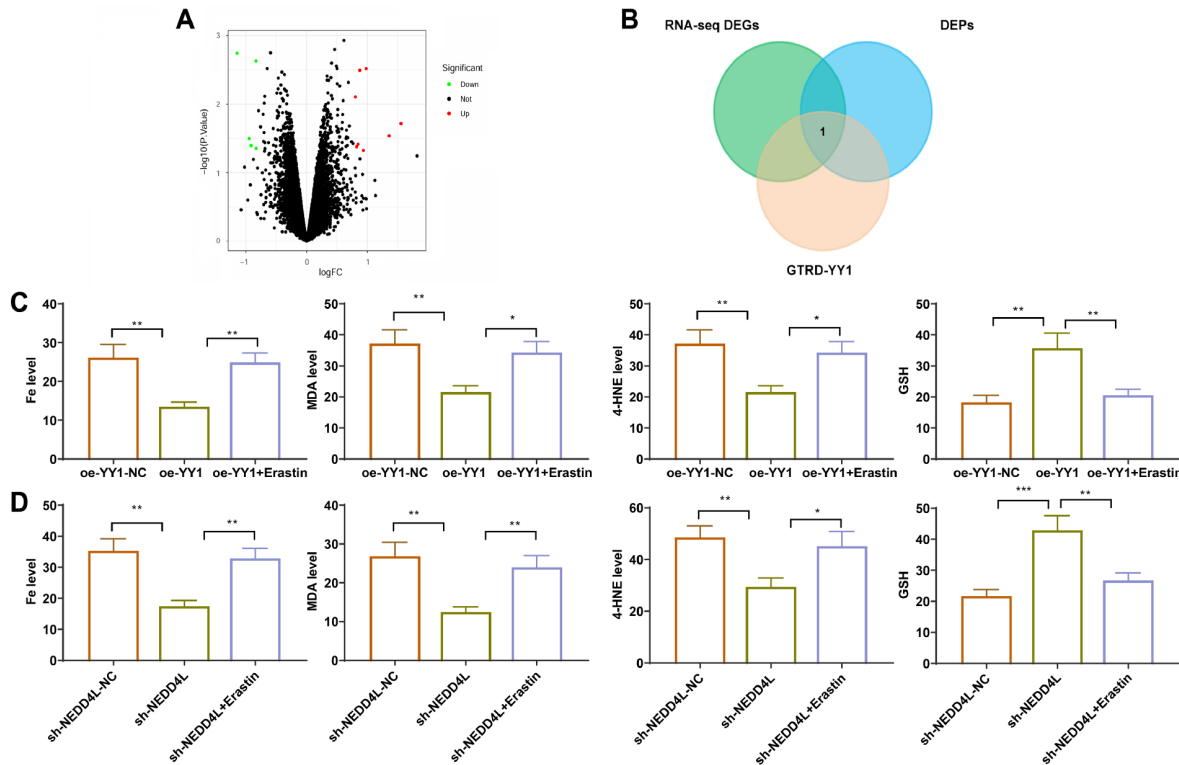 A
3
2
1
0
-log10(P.Value)
−1
0
1
logFC
Significant
Down
Not
Up
B
RNA-seq DEGs
DEPs
1
GTRD-YY1
C
Fe level
40
30
20
10
0
**
**
oe-YY1-NC
oe-YY1
oe-YY1+Erastin
MDA level
50
40
30
20
10
0
**
*
oe-YY1-NC
oe-YY1
oe-YY1+Erastin
4-HNE level
50
40
30
20
10
0
**
*
oe-YY1-NC
oe-YY1
oe-YY1+Erastin
GSH
50
40
30
20
10
0
**
**
oe-YY1-NC
oe-YY1
oe-YY1+Erastin
D
Fe level
50
40
30
20
10
0
**
**
sh-NEDD4L-NC
sh-NEDD4L
sh-NEDD4L+Erastin
MDA level
40
30
20
10
0
**
**
sh-NEDD4L-NC
sh-NEDD4L
sh-NEDD4L+Erastin
4-HNE level
60
40
20
0
**
*
sh-NEDD4L-NC
sh-NEDD4L
sh-NEDD4L+Erastin
GSH
50
40
30
20
10
0
***
**
sh-NEDD4L-NC
sh-NEDD4L
sh-NEDD4L+Erastin